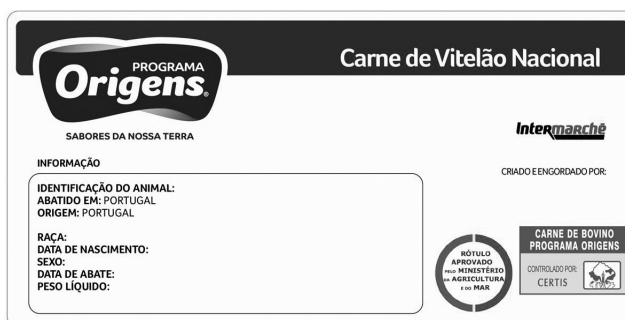 PROGRAMA
Origens®
SABORES DA NOSSA TERRA
Carne de Vitelão Nacional
Intermarchē
CRIADO E ENGORDADO POR:
INFORMAÇÃO
IDENTIFICAÇÃO DO ANIMAL:
ABATIDO EM: PORTUGAL
ORIGEM: PORTUGAL
RAÇA:
DATA DE NASCIMENTO:
SEXO:
DATA DE ABATE:
PESO LÍQUIDO:
RÓTULO
APROVADO
PELO MINISTÉRIO
DA AGRICULTURA
E DO MAR
CARNE DE BOVINO
PROGRAMA ORIGENS
CONTROLADO POR:
CERTIS
CERTIS